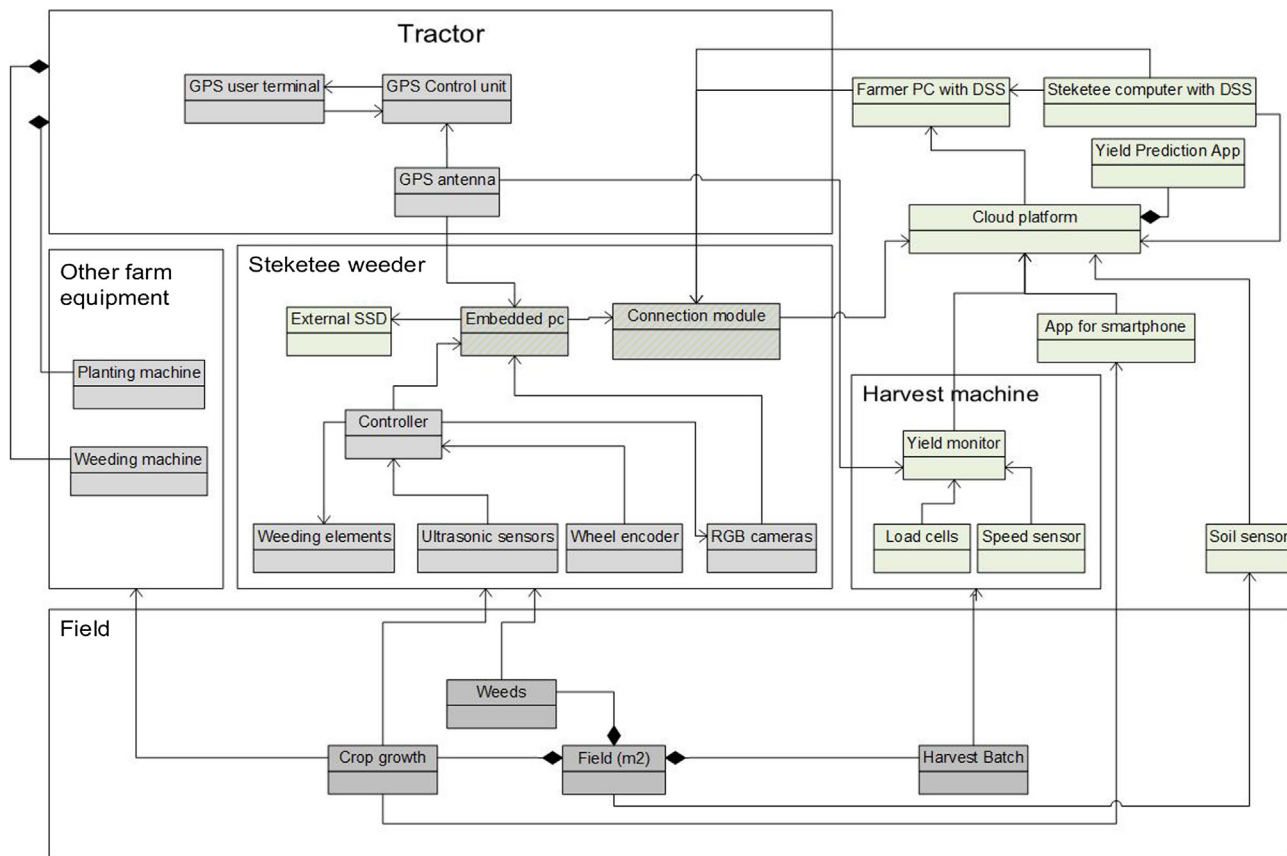 Tractor
GPS user terminal
GPS Control unit
GPS antenna
Farmer PC with DSS
Steketee computer with DSS
Yield Prediction App
Cloud platform
Other farm
equipment
Planting machine
Weeding machine
Steketee weeder
External SSD
Embedded pc
Connection module
Controller
Weeding elements
Ultrasonic sensors
Wheel encoder
RGB cameras
App for smartphone
Harvest machine
Yield monitor
Load cells
Speed sensor
Soil sensor
Field
Weeds
Crop growth
Field (m2)
Harvest Batch